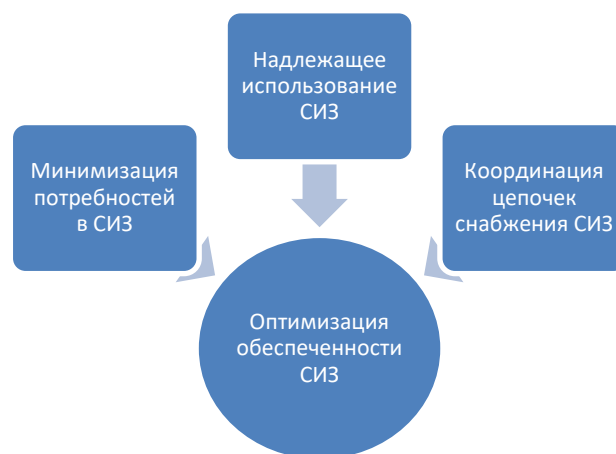 Надлежащее
использование
СИЗ
Минимизация
потребностей
в СИЗ
Координация
цепочек
снабжения СИЗ
Оптимизация
обеспеченности
СИЗ